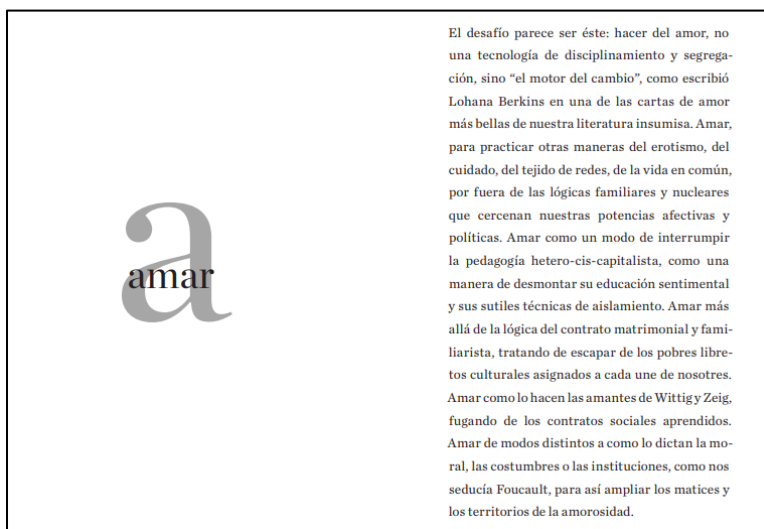 a
amar
El desafío parece ser éste: hacer del amor, no
una tecnología de disciplinamiento y segrega-
ción, sino “el motor del cambio”, como escribió
Lohana Berkins en una de las cartas de amor
más bellas de nuestra literatura insumisa. Amar,
para practicar otras maneras del erotismo, del
cuidado, del tejido de redes, de la vida en común,
por fuera de las lógicas familiares y nucleares
que cercenan nuestras potencias afectivas y
políticas. Amar como un modo de interrumpir
la pedagogía hetero-cis-capitalista, como una
manera de desmontar su educación sentimental
y sus sutiles técnicas de aislamiento. Amar más
allá de la lógica del contrato matrimonial y fami-
liarista, tratando de escapar de los pobres libre-
tos culturales asignados a cada une de nosotres.
Amar como lo hacen las amantes de Wittig y Zeig,
fugando de los contratos sociales aprendidos.
Amar de modos distintos a como lo dictan la mo-
ral, las costumbres o las instituciones, como nos
seducía Foucault, para así ampliar los matices y
los territorios de la amorosidad.